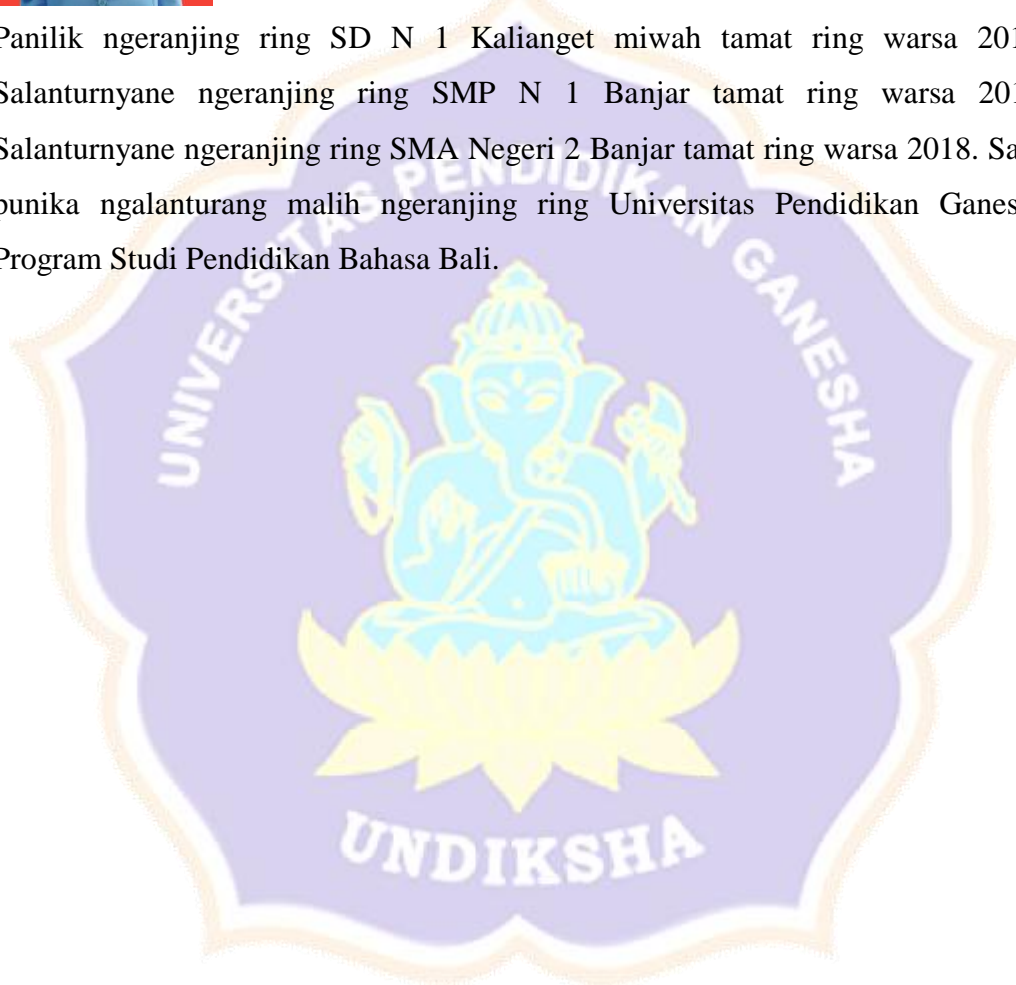 Panilik ngeranjing ring SD N 1 Kalianget miwah tamat ring warsa
Salanturnyane ngeranjing ring SMP N 1 Banjar tamat ring warsa
Salanturnyane ngeranjing ring SMA Negeri 2 Banjar tamat ring warsa 2018.
punika ngalanturang malih ngeranjing ring Universitas Pendidikan
Program Studi Pendidikan Bahasa Bali.
UNIVERSITAS PENDIDIKAN GANESHA
UNDIKSHA